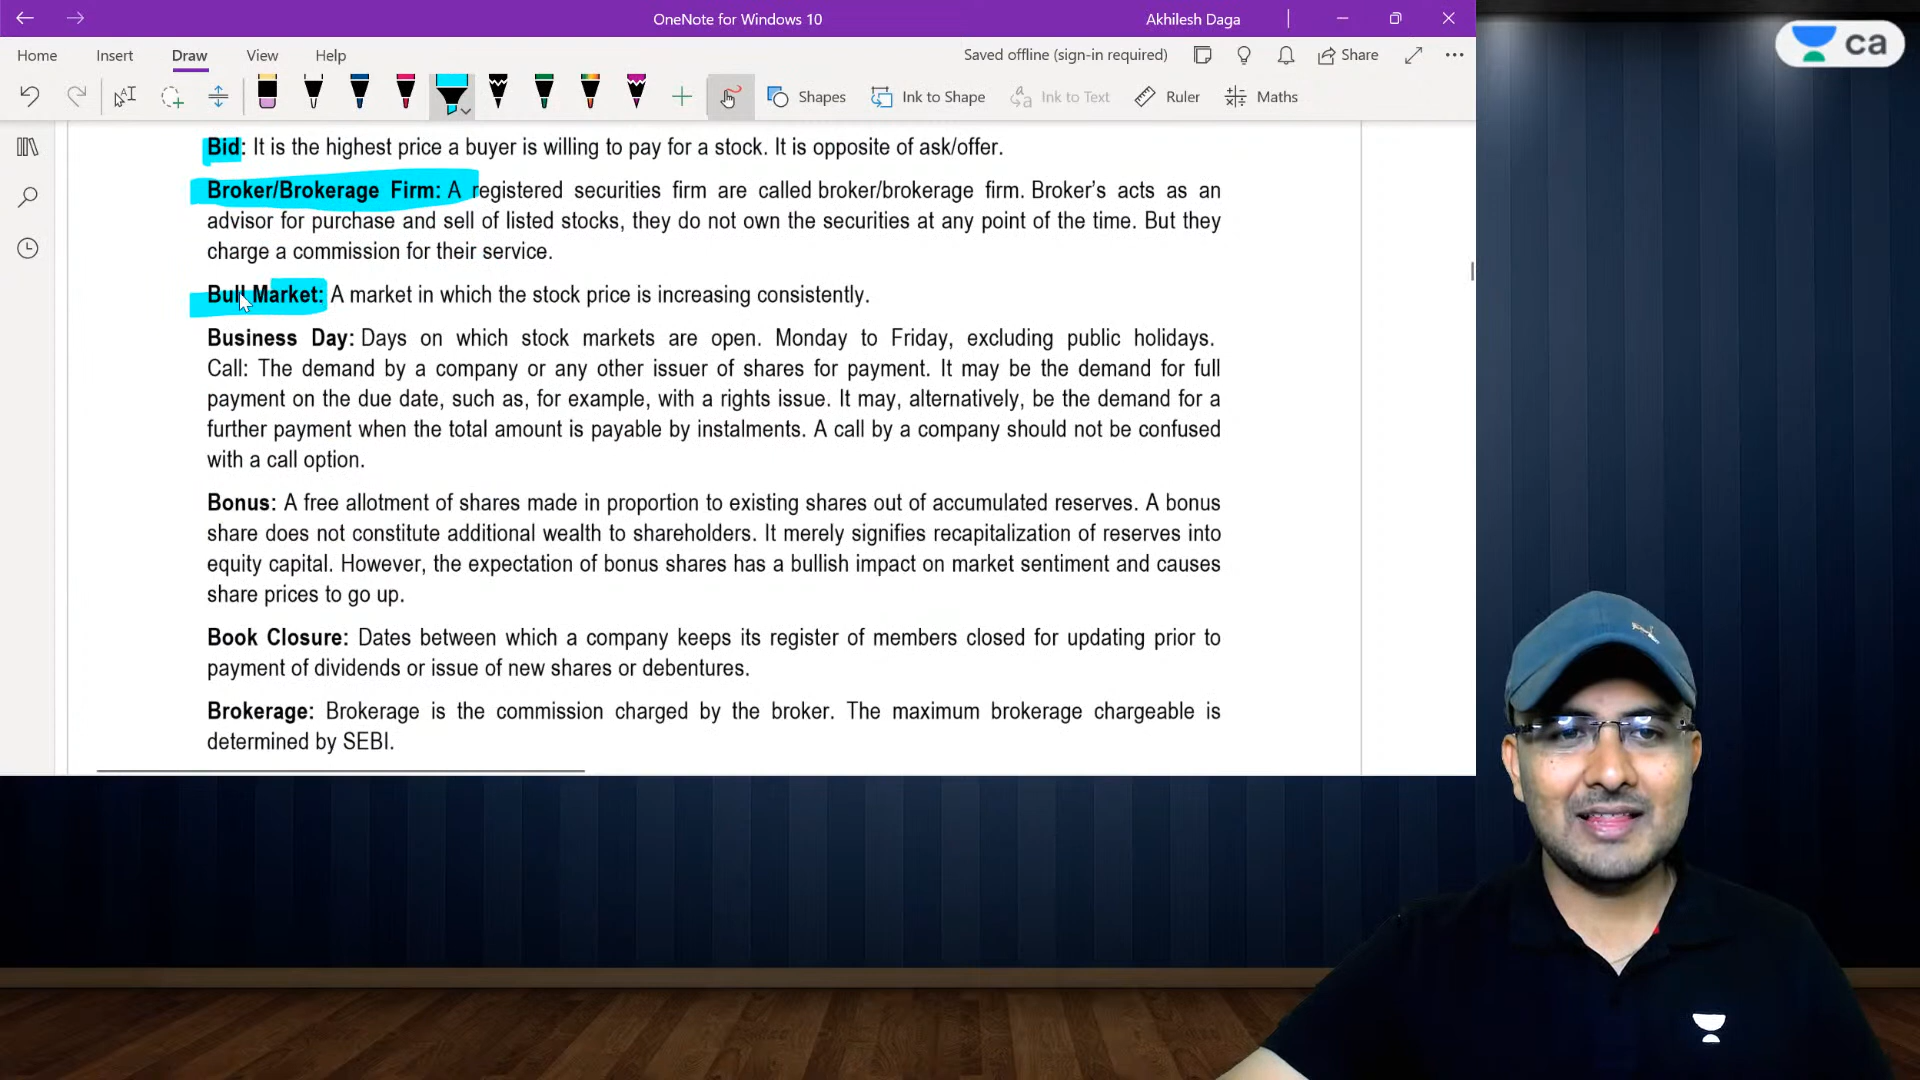 OneNote for Windows 10
Akhilesh Daga
Home Insert Draw View Help
Saved offline (sign-in required)
Share
Shapes
Ink to Shape
Ink to Text
Ruler
Maths
ca
Bid: It is the highest price a buyer is willing to pay for a stock. It is opposite of ask/offer.
Broker/Brokerage Firm: A registered securities firm are called broker/brokerage firm. Broker's acts as an
advisor for purchase and sell of listed stocks, they do not own the securities at any point of the time. But they
charge a commission for their service.
Bull Market: A market in which the stock price is increasing consistently.
Business Day: Days on which stock markets are open. Monday to Friday, excluding public holidays.
Call: The demand by a company or any other issuer of shares for payment. It may be the demand for full
payment on the due date, such as, for example, with a rights issue. It may, alternatively, be the demand for a
further payment when the total amount is payable by instalments. A call by a company should not be confused
with a call option.
Bonus: A free allotment of shares made in proportion to existing shares out of accumulated reserves. A bonus
share does not constitute additional wealth to shareholders. It merely signifies recapitalization of reserves into
equity capital. However, the expectation of bonus shares has a bullish impact on market sentiment and causes
share prices to go up.
Book Closure: Dates between which a company keeps its register of members closed for updating prior to
payment of dividends or issue of new shares or debentures.
Brokerage: Brokerage is the commission charged by the broker. The maximum brokerage chargeable is
determined by SEBI.